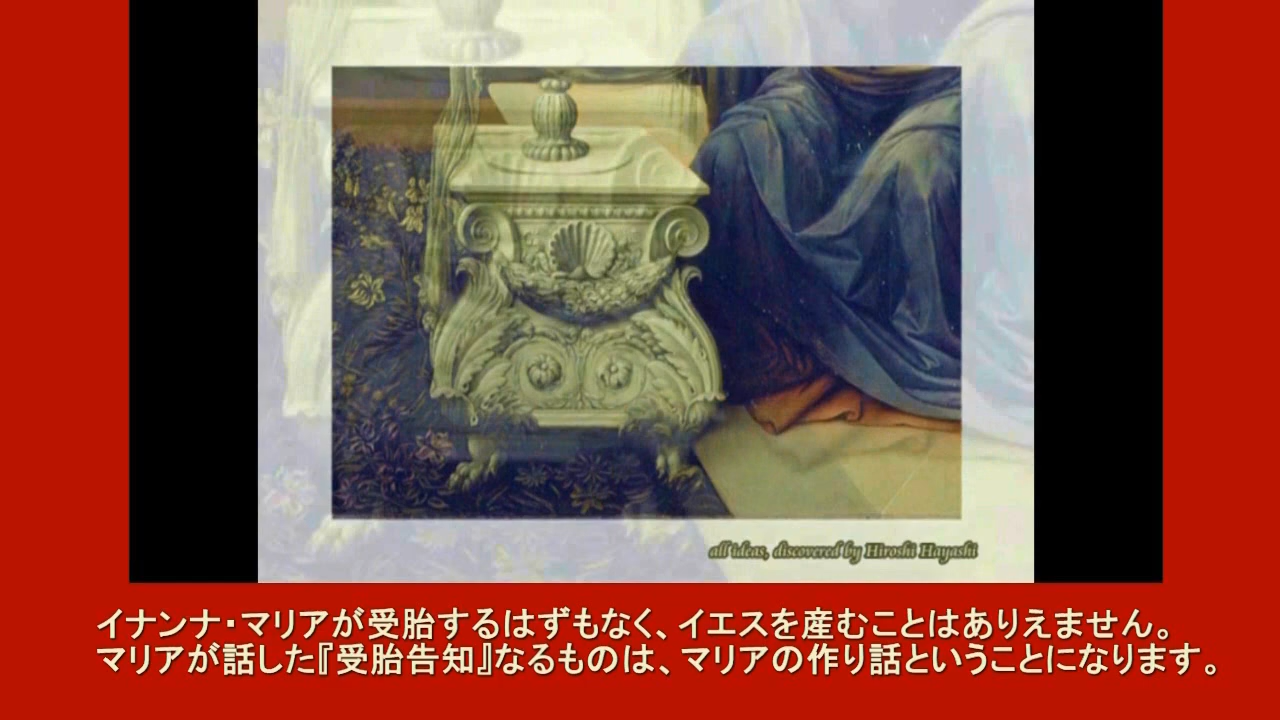 all ideas, discovered by Hiroshi Hayashi
イナンナ・マリアが受胎するはずもなく、イエスを産むことはありえません。
マリアが話した『受胎告知』なるものは、マリアの作り話ということになります。